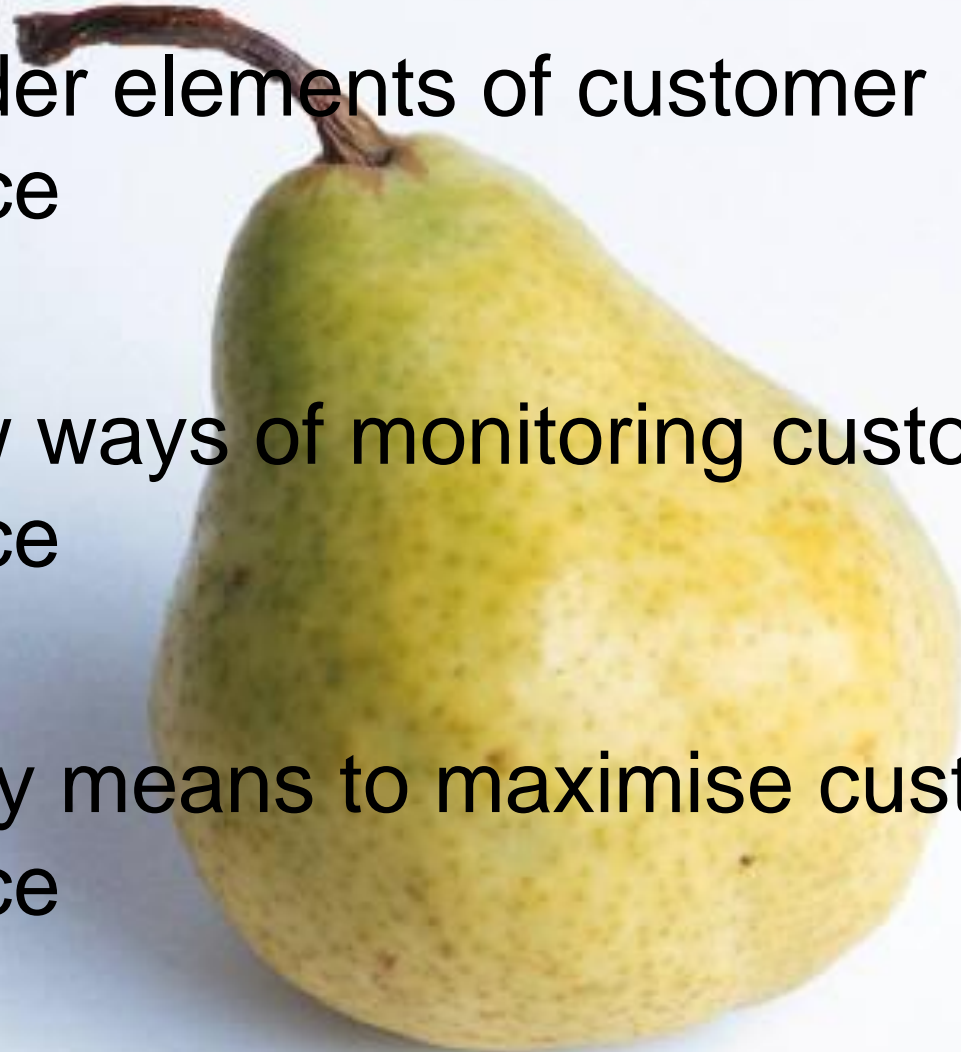 der elements of customer
ce
w ways of monitoring custo
ce
y means to maximise cust
ce